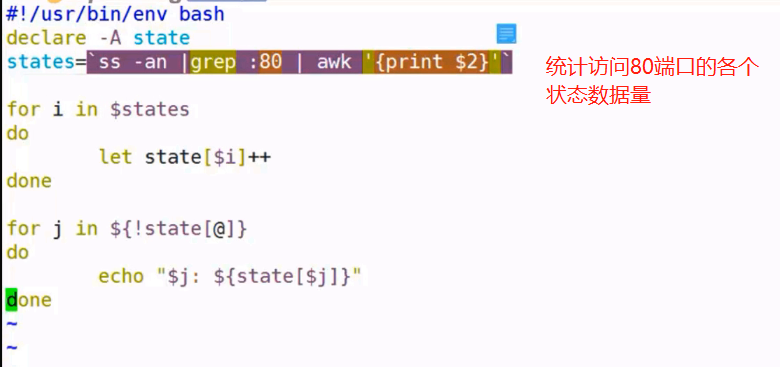 #!/usr/bin/env bash
declare -A state
states=`ss -an |grep :80 | awk '{print $2}'`
统计访问80端口的各个
状态数据量
for i in $states
do
let state[$i]++
done
for j in ${!state[@]}
do
echo "$j: ${state[$j]}"
done
~
~